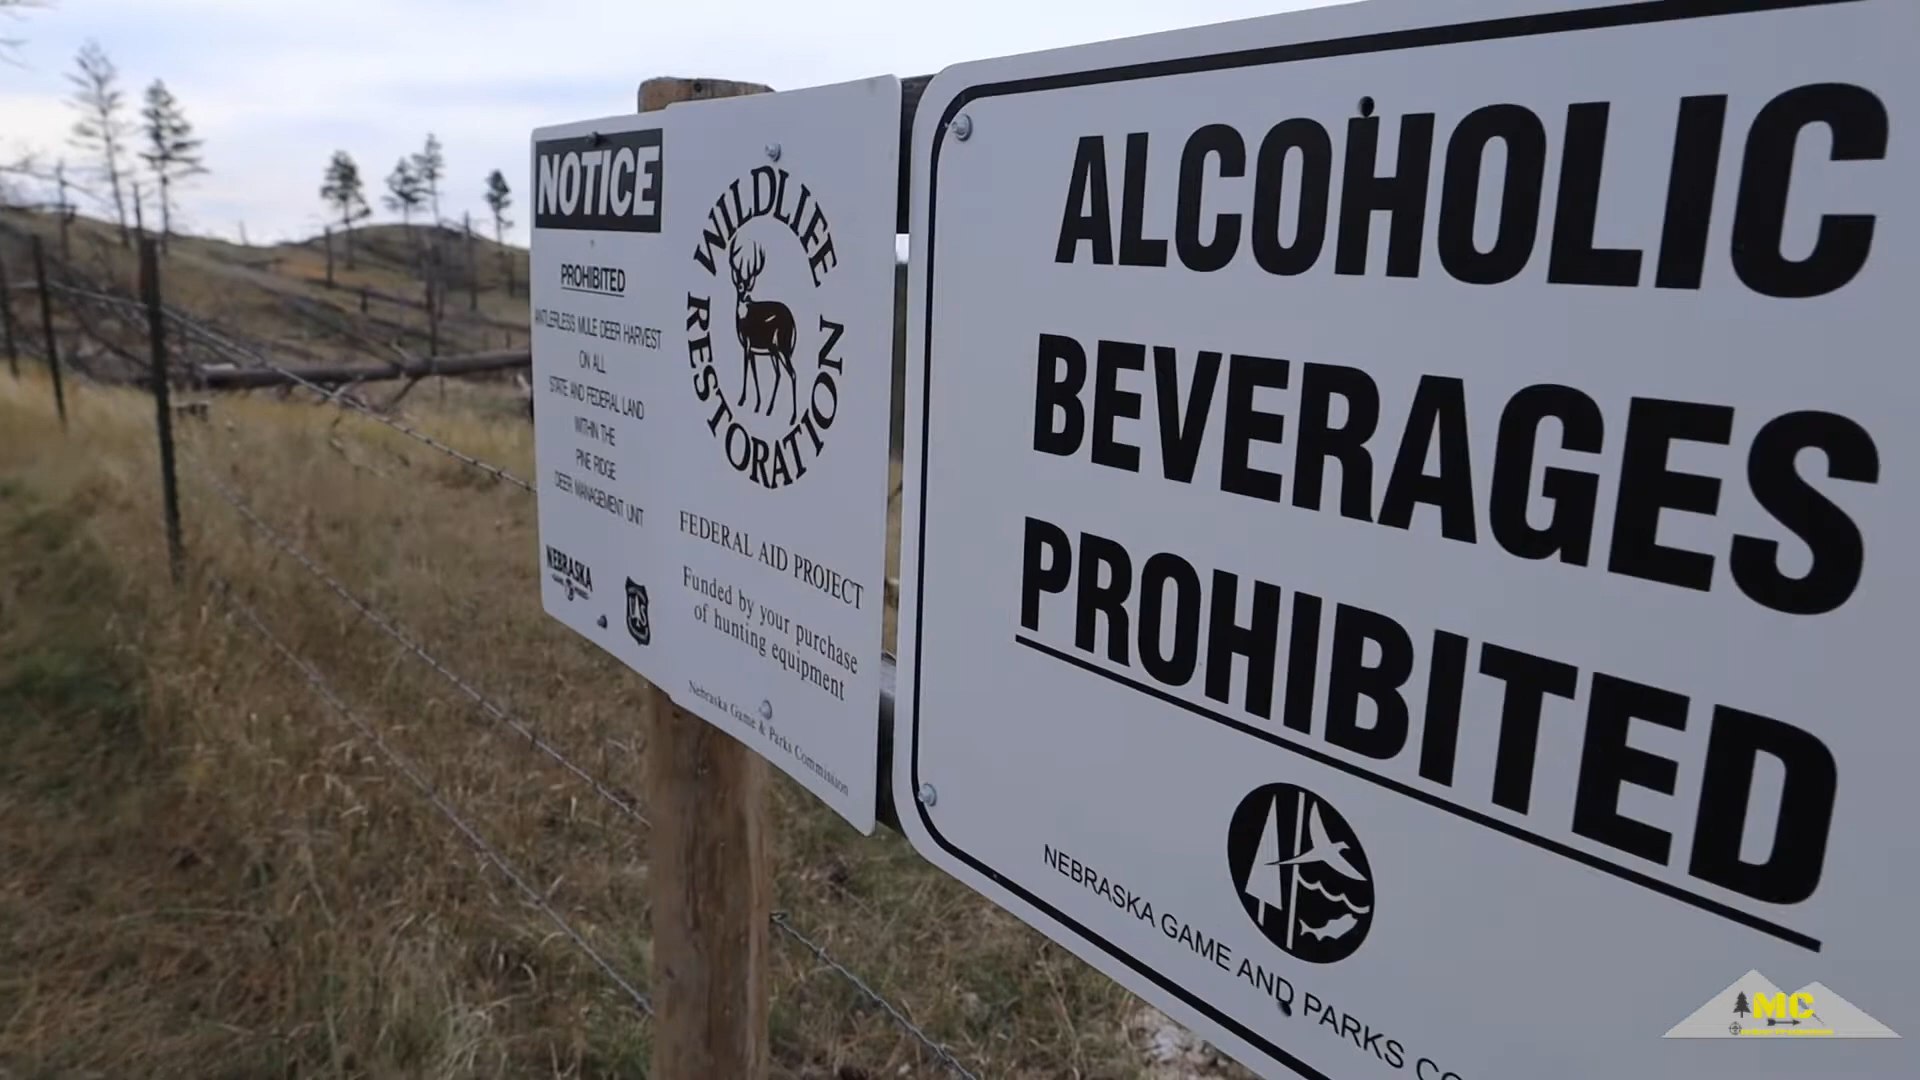 NOTICE
PROHIBITED
ANTLERLESS MULE DEER HARVEST
ON ALL
STATE AND FEDERAL LAND
WITHIN THE
PINE RIDGE
DEER MANAGEMENT UNIT
NEBRASKA
UAS
WILDLIFE
RESTORATION
FEDERAL AID PROJECT
Funded by your purchase
of hunting equipment
Nebraska Game & Parks Commission
ALCOHOLIC
BEVERAGES
PROHIBITED
NEBRASKA GAME AND PARKS CO
MC